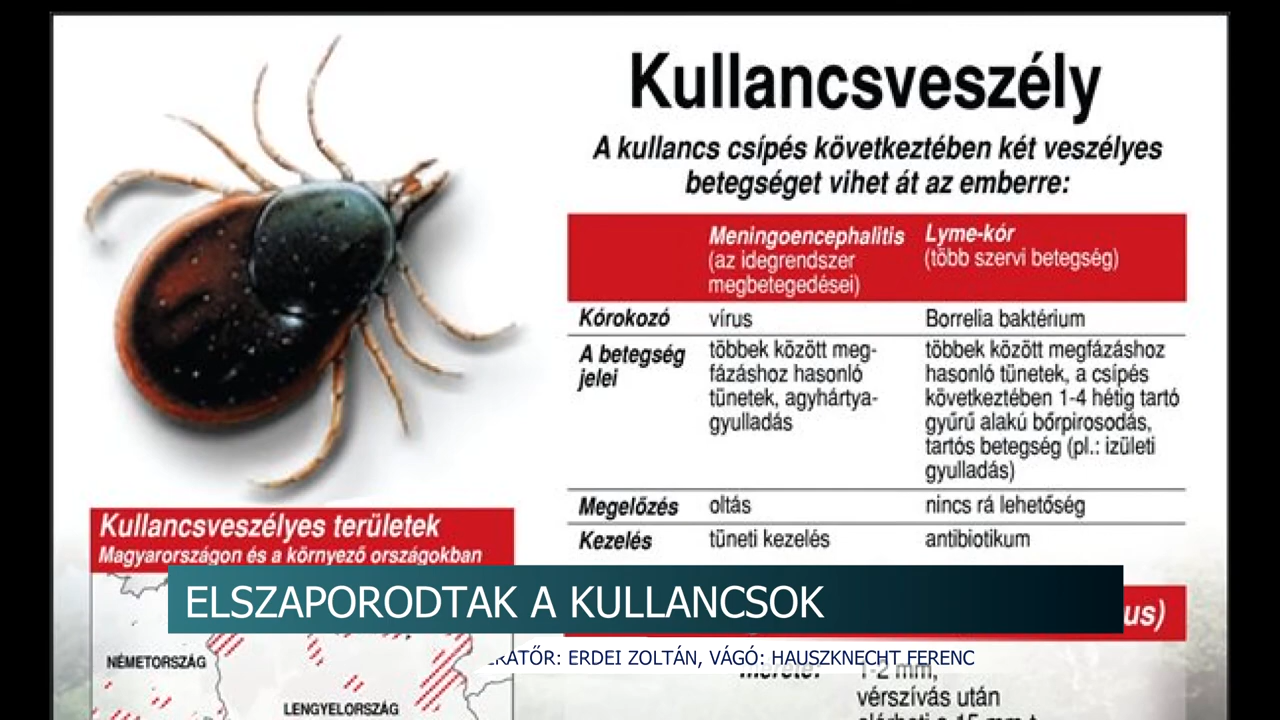 Kullancsveszély
A kullancs csípés következtében két veszélyes
betegséget vihet át az emberre:
Meningoencephalitis
(az idegrendszer
megbetegedései)
Lyme-kór
(több szervi betegség)
Kórokozó
vírus
Borrelia baktérium
A betegség
jelei
többek között meg-
fázáshoz hasonló
tünetek, agyhártya-
gyulladás
többek között megfázáshoz
hasonló tünetek, a csípés
következtében 1-4 hétig tartó
gyűrű alakú bőrpirosodás,
tartós betegség (pl.: izületi
gyulladás)
Megelőzés
oltás
nincs rá lehetőség
Kezelés
tüneti kezelés
antibiotikum
Kullancsveszélyes területek
Magyarországon és a környező országokban
ELSZAPORODTAK A KULLANCSOK
us)
ERATŐR: ERDEI ZOLTÁN, VÁGÓ: HAUSZKNECHT FERENC
NÉMETORSZÁG
LENGYELORSZÁG
mérete:
1-2 mm,
vérszívás után